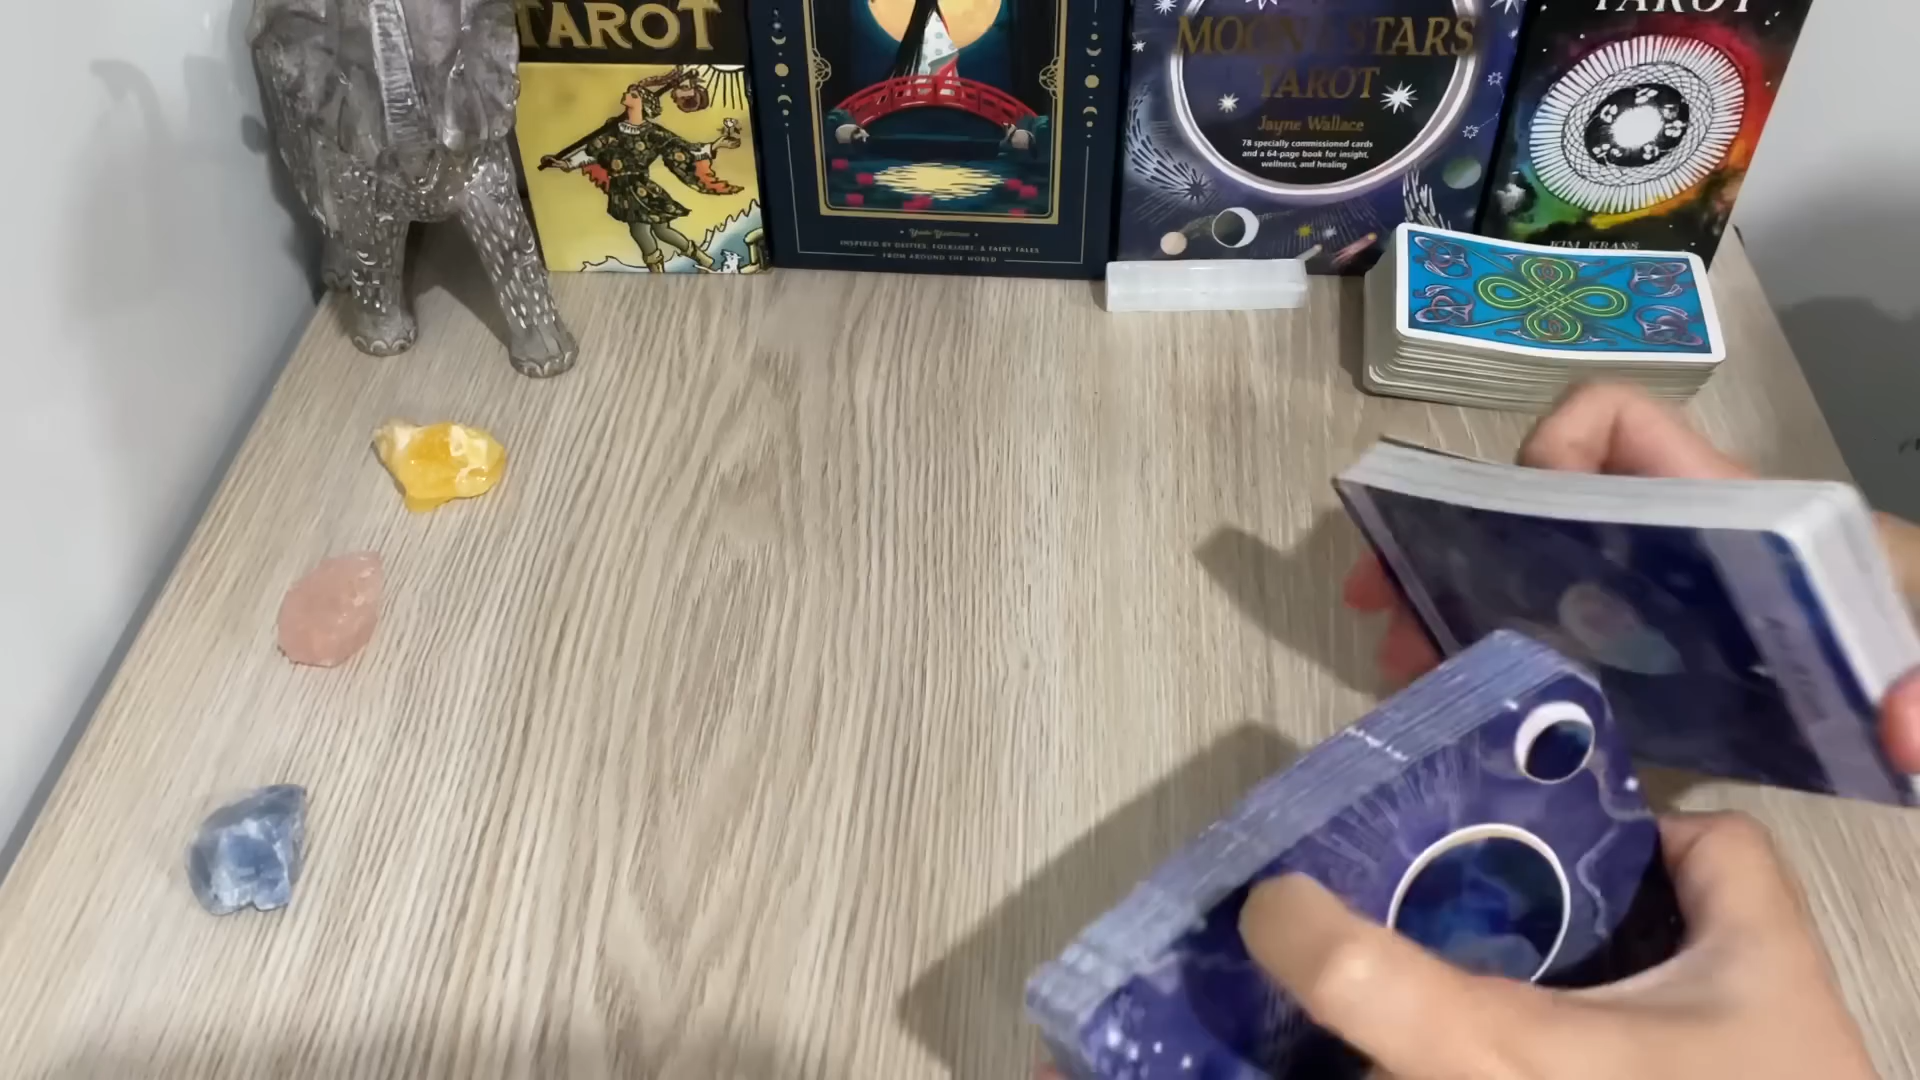 TAROT
INSPIRED BY DEITIES, FOLKLORE, & FAIRY TALES
FROM AROUND THE WORLD
MOON & STARS
TAROT
Jayne Wallace
78 specially commissioned cards
and a 64-page book for insight,
wellness, and healing
TAROT
KIM KRANS